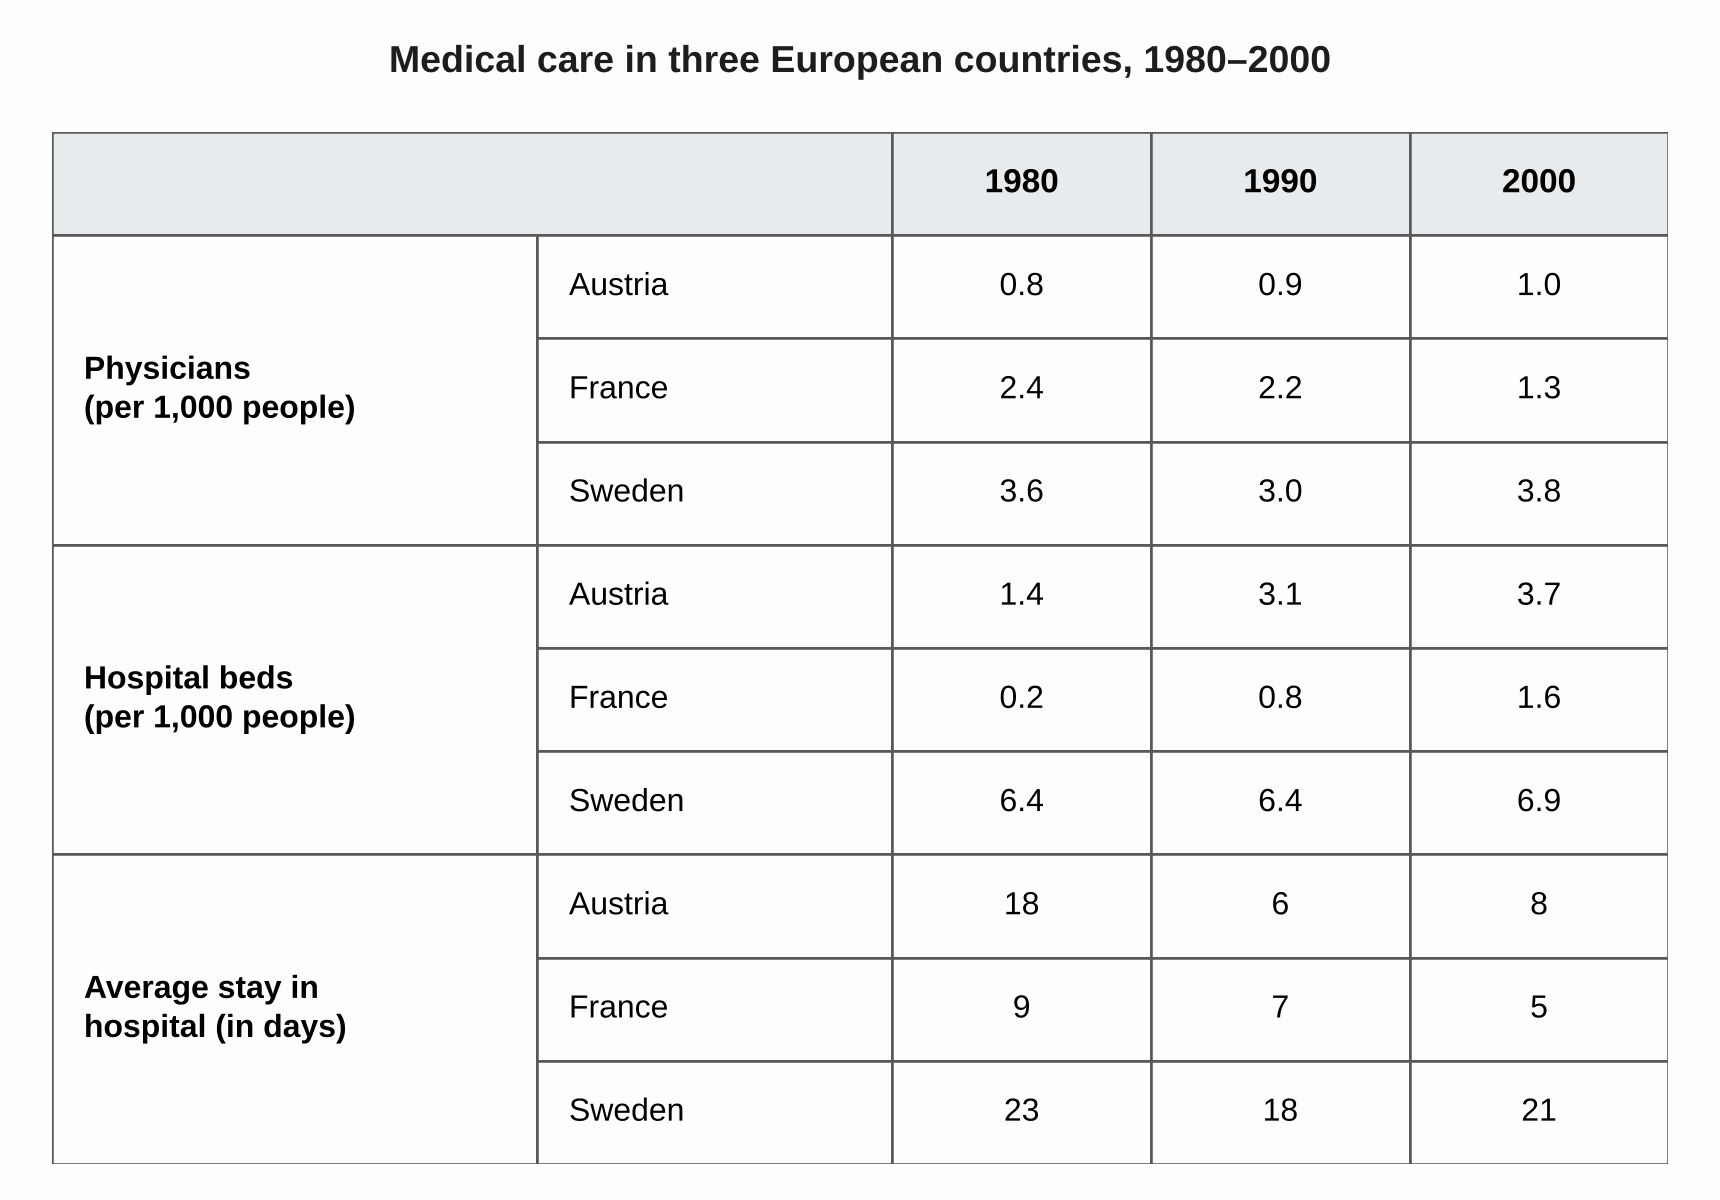 Medical care in three European countries, 1980–2000
1980 1990 2000
Physicians
(per 1,000 people)
Austria 0.8 0.9 1.0
France 2.4 2.2 1.3
Sweden 3.6 3.0 3.8
Hospital beds
(per 1,000 people)
Austria 1.4 3.1 3.7
France 0.2 0.8 1.6
Sweden 6.4 6.4 6.9
Average stay in
hospital (in days)
Austria 18 6 8
France 9 7 5
Sweden 23 18 21